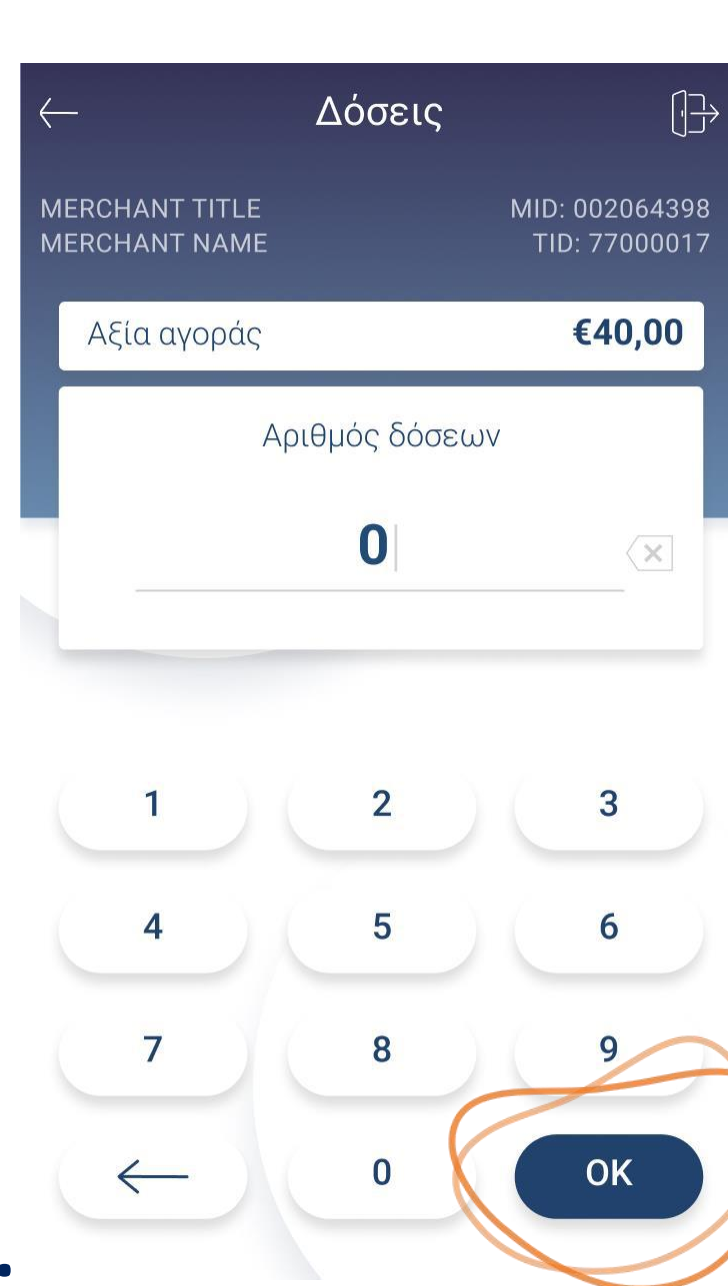 Δόσεις
MERCHANT TITLE MID: 002064398
MERCHANT NAME TID: 77000017
Αξία αγοράς €40,00
Αριθμός δόσεων
0
1 2 3
4 5 6
7 8 9
0 OK